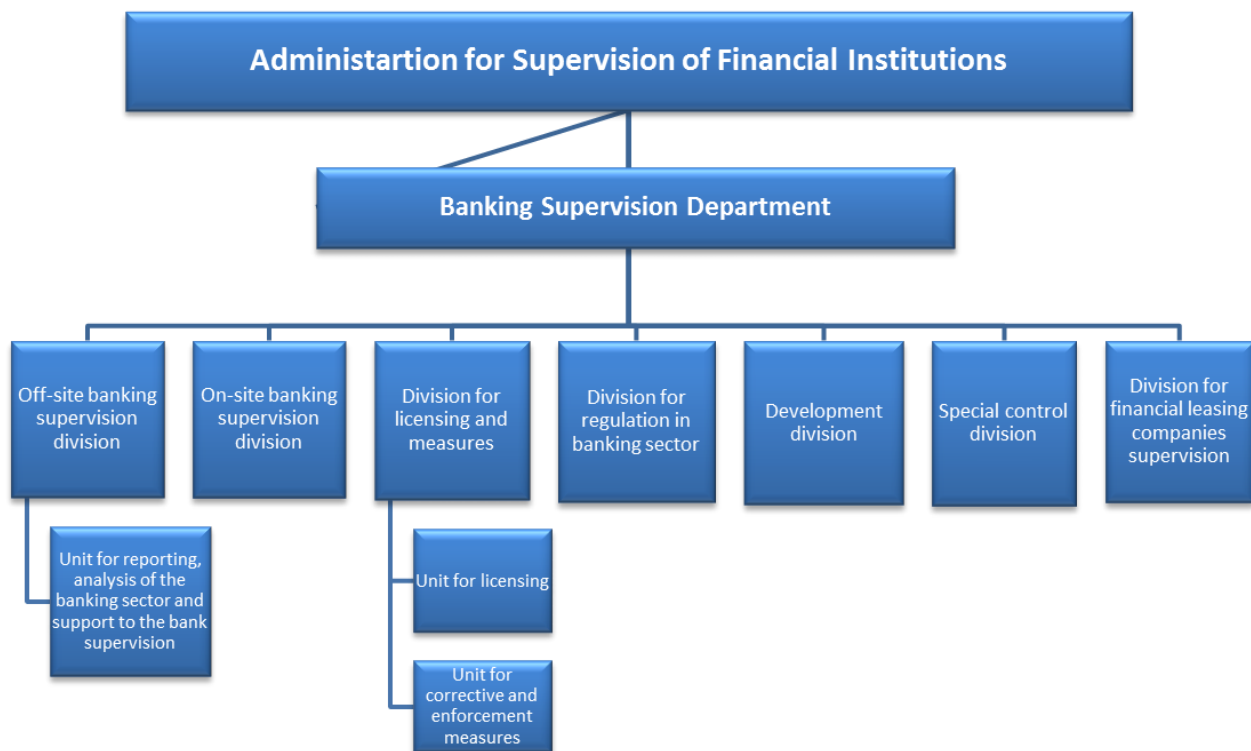 Administartion for Supervision of Financial Institutions
Banking Supervision Department
Off-site banking
supervision
division
On-site banking
supervision
division
Division for
licensing and
measures
Division for
regulation in
banking sector
Development
division
Special control
division
Division for
financial leasing
companies
supervision
Unit for reporting,
analysis of the
banking sector and
support to the bank
supervision
Unit for licensing
Unit for
corrective and
enforcement
measures